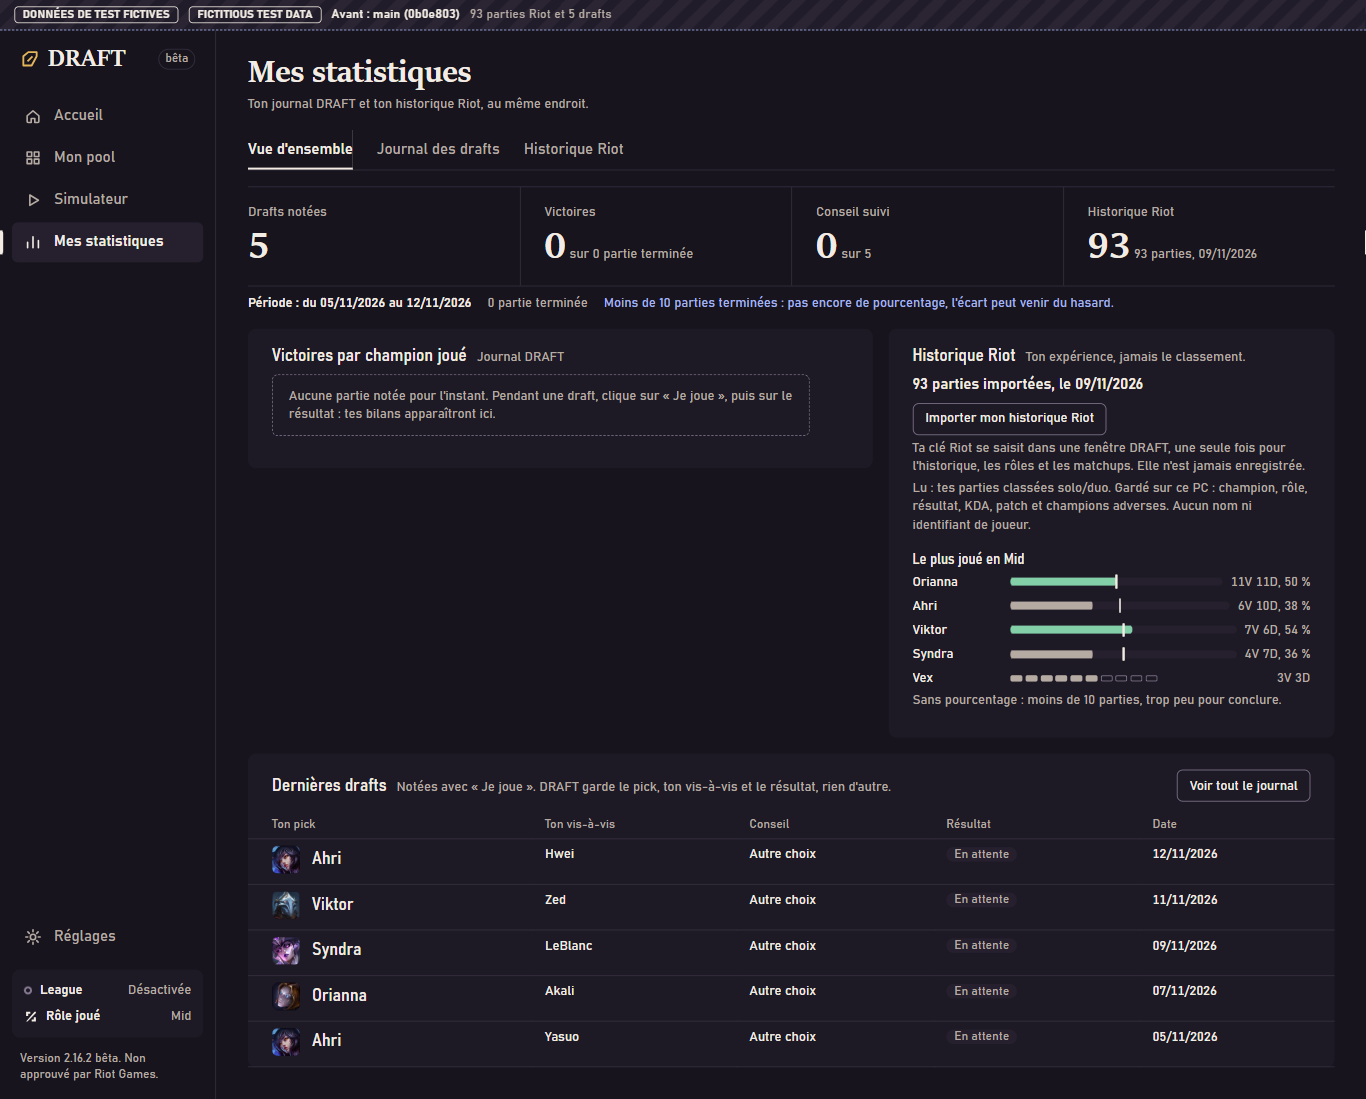 DONNÉES DE TEST FICTIVES FICTITIOUS TEST DATA Avant : main (0b0e803) 93 parties Riot et 5 drafts
DRAFT bêta
Accueil
Mon pool
Simulateur
Mes statistiques
Réglages
League Désactivée
Rôle joué Mid
Version 2.16.2 bêta. Non
approuvé par Riot Games.
Mes statistiques
Ton journal DRAFT et ton historique Riot, au même endroit.
Vue d'ensemble Journal des drafts Historique Riot
Drafts notées
5
Victoires
0 sur 0 partie terminée
Conseil suivi
0 sur 5
Historique Riot
93 93 parties, 09/11/2026
Période : du 05/11/2026 au 12/11/2026 0 partie terminée Moins de 10 parties terminées : pas encore de pourcentage, l'écart peut venir du hasard.
Victoires par champion joué Journal DRAFT
Aucune partie notée pour l'instant. Pendant une draft, clique sur « Je joue », puis sur le
résultat : tes bilans apparaîtront ici.
Historique Riot Ton expérience, jamais le classement.
93 parties importées, le 09/11/2026
Importer mon historique Riot
Ta clé Riot se saisit dans une fenêtre DRAFT, une seule fois pour
l'historique, les rôles et les matchups. Elle n'est jamais enregistrée.
Lu : tes parties classées solo/duo. Gardé sur ce PC : champion, rôle,
résultat, KDA, patch et champions adverses. Aucun nom ni
identifiant de joueur.
Le plus joué en Mid
Orianna 11V 11D, 50 %
Ahri 6V 10D, 38 %
Viktor 7V 6D, 54 %
Syndra 4V 7D, 36 %
Vex 3V 3D
Sans pourcentage : moins de 10 parties, trop peu pour conclure.
Dernières drafts Notées avec « Je joue ». DRAFT garde le pick, ton vis-à-vis et le résultat, rien d'autre.
Voir tout le journal
Ton pick Ton vis-à-vis Conseil Résultat Date
Ahri Hwei Autre choix En attente 12/11/2026
Viktor Zed Autre choix En attente 11/11/2026
Syndra LeBlanc Autre choix En attente 09/11/2026
Orianna Akali Autre choix En attente 07/11/2026
Ahri Yasuo Autre choix En attente 05/11/2026